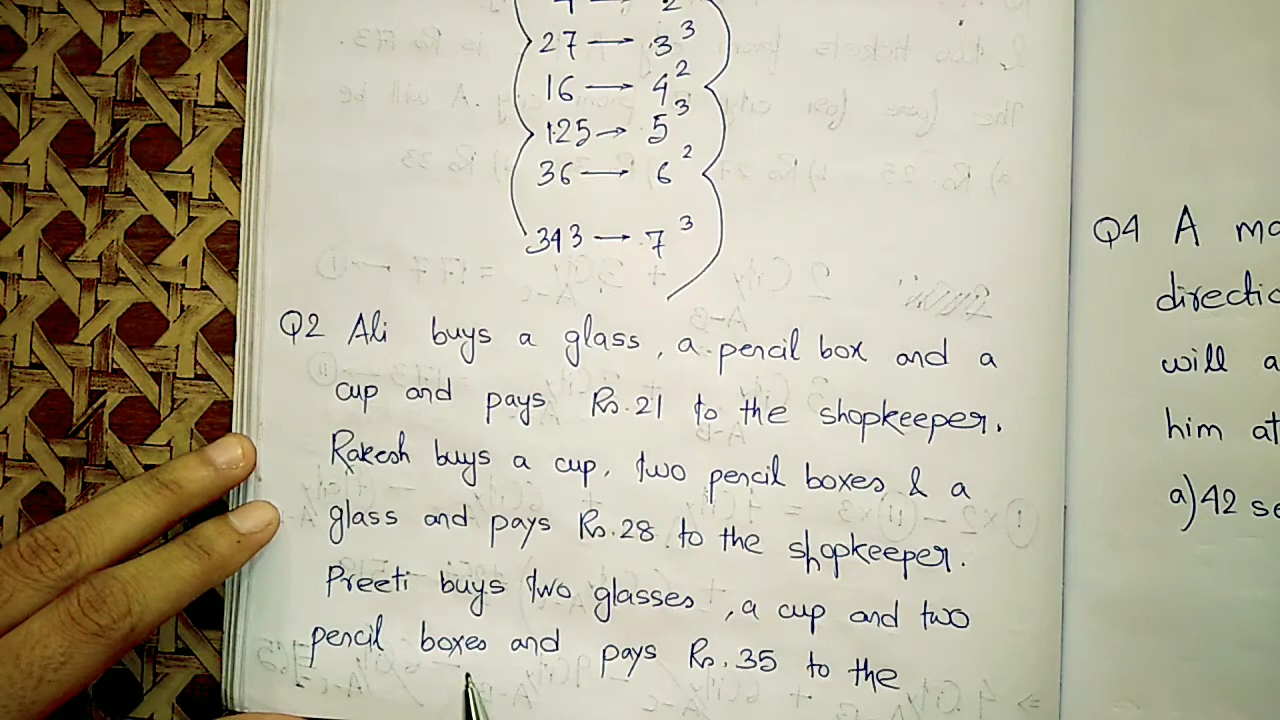 27 → 3³
16 → 4²
125 → 5³
36 → 6²
343 → 7³
Q2 Ali buys a glass, a pencil box and a
cup and pays Rs.21 to the shopkeeper.
Rakesh buys a cup, two pencil boxes & a
glass and pays Rs.28 to the shopkeeper.
Preeti buys two glasses, a cup and two
pencil boxes and pays Rs.35 to the
Q4 A
will
him at
a) 42